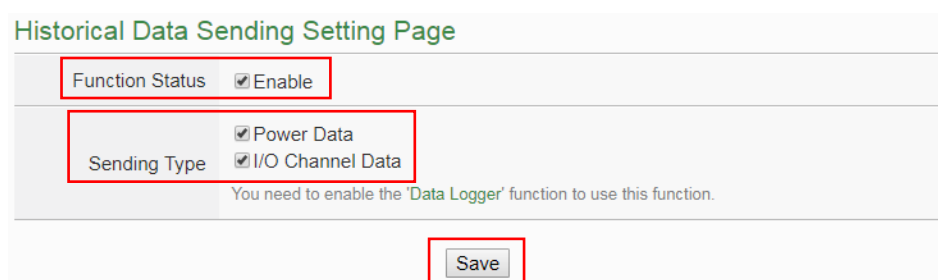 Historical Data Sending Setting Page
Function Status Enable
Power Data
Sending Type I/O Channel Data
You need to enable the 'Data Logger' function to use this function.
Save